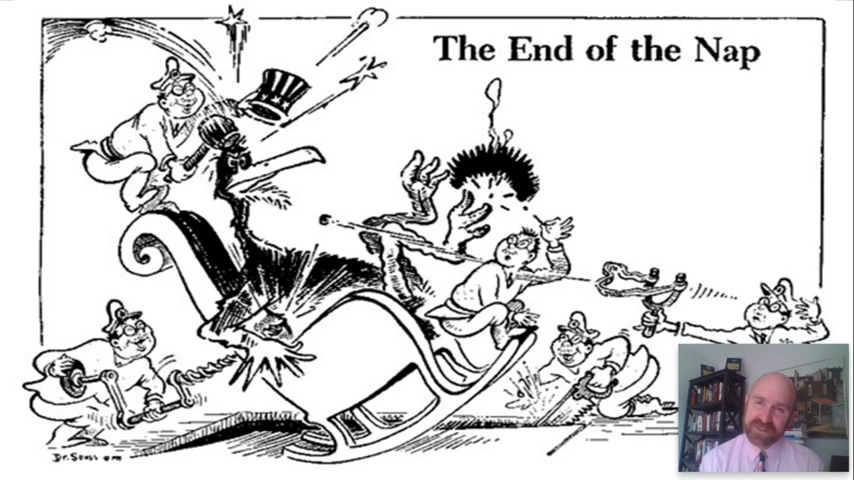 The End of the Nap
Dr. Seuss